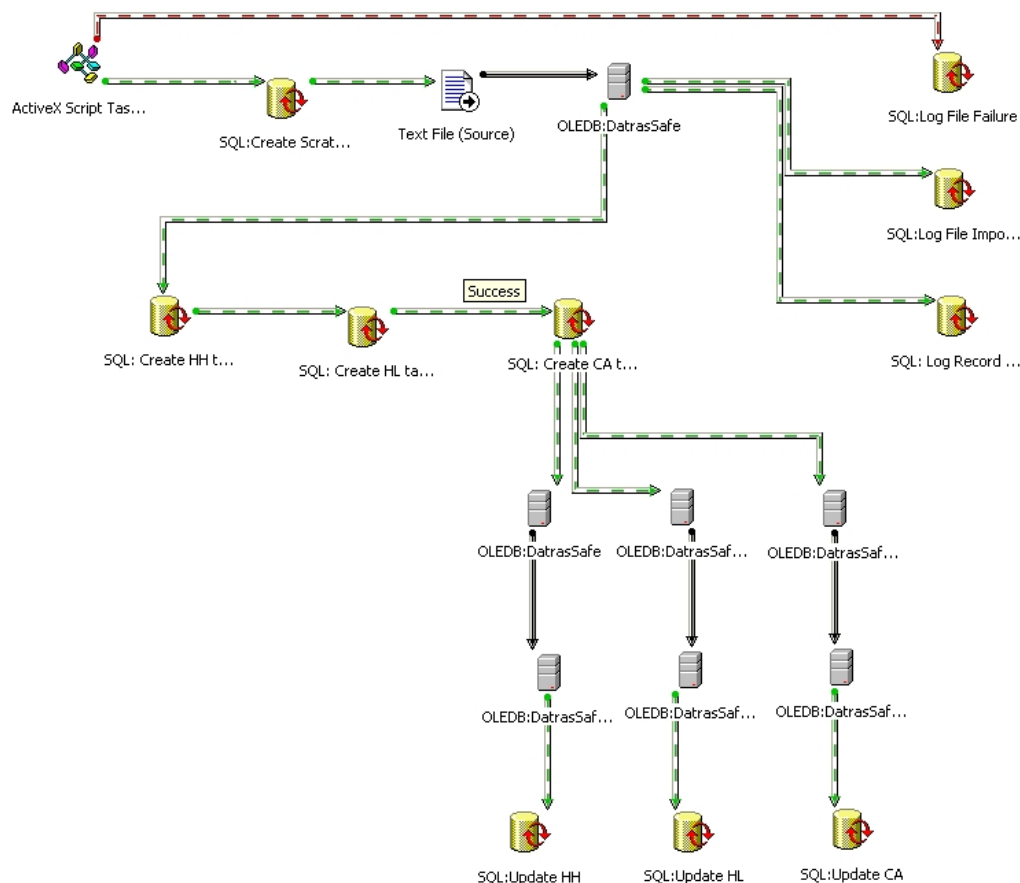 ActiveX Script Tas...
SQL:Create Scrat...
Text File (Source)
OLEDB:DatrasSafe
SQL:Log File Failure
SQL:Log File Impo...
Success
SQL: Create HH t...
SQL: Create HL ta...
SQL: Create CA t...
SQL: Log Record ...
OLEDB:DatrasSafe
OLEDB:DatrasSaf...
OLEDB:DatrasSaf...
OLEDB:DatrasSaf...
OLEDB:DatrasSaf...
OLEDB:DatrasSaf...
SQL:Update HH
SQL:Update HL
SQL:Update CA